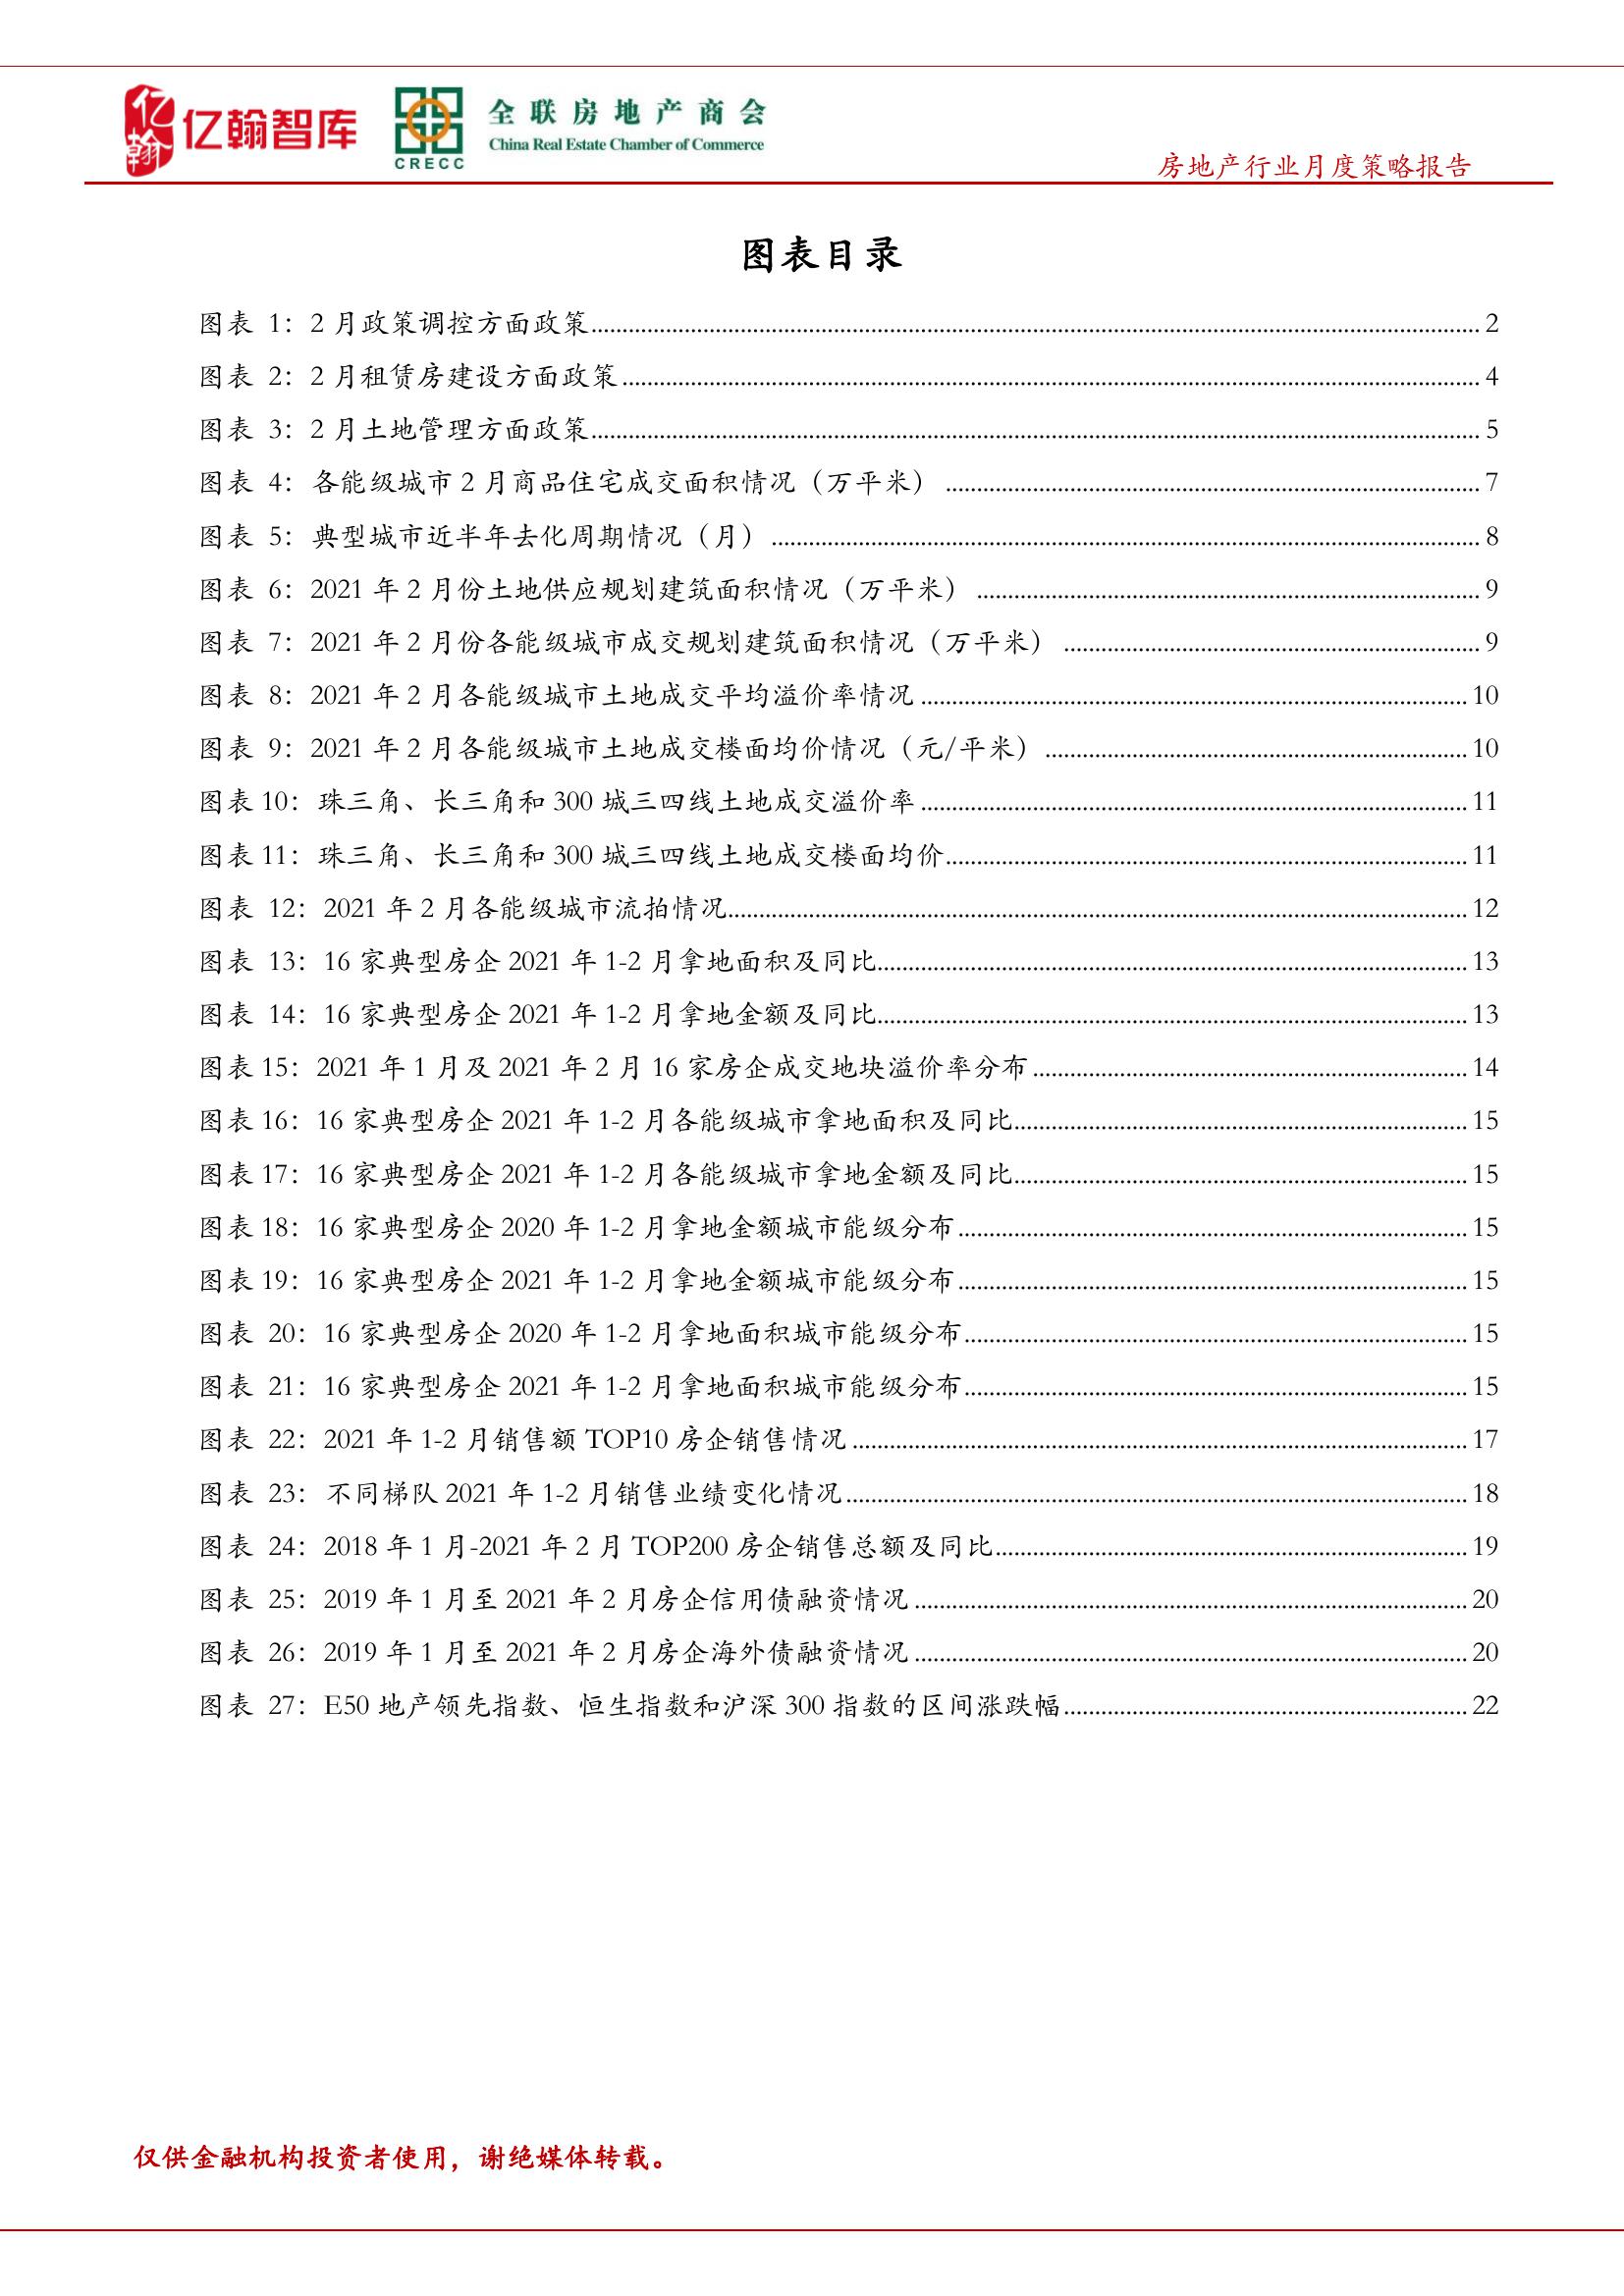 亿翰 亿翰智库 CRECC 全联房地产商会
China Real Estate Chamber of Commerce
房地产行业月度策略报告
图表目录
图表 1：2 月政策调控方面政策 2
图表 2：2 月租赁房建设方面政策 4
图表 3：2 月土地管理方面政策 5
图表 4：各能级城市 2 月商品住宅成交面积情况（万平米） 7
图表 5：典型城市近半年去化周期情况（月） 8
图表 6：2021 年 2 月份土地供应规划建筑面积情况（万平米） 9
图表 7：2021 年 2 月份各能级城市成交规划建筑面积情况（万平米） 9
图表 8：2021 年 2 月各能级城市土地成交平均溢价率情况 10
图表 9：2021 年 2 月各能级城市土地成交楼面均价情况（元/平米） 10
图表 10：珠三角、长三角和 300 城三四线土地成交溢价率 11
图表 11：珠三角、长三角和 300 城三四线土地成交楼面均价 11
图表 12：2021 年 2 月各能级城市流拍情况 12
图表 13：16 家典型房企 2021 年 1-2 月拿地面积及同比 13
图表 14：16 家典型房企 2021 年 1-2 月拿地金额及同比 13
图表 15：2021 年 1 月及 2021 年 2 月 16 家房企成交地块溢价率分布 14
图表 16：16 家典型房企 2021 年 1-2 月各能级城市拿地面积及同比 15
图表 17：16 家典型房企 2021 年 1-2 月各能级城市拿地金额及同比 15
图表 18：16 家典型房企 2020 年 1-2 月拿地金额城市能级分布 15
图表 19：16 家典型房企 2021 年 1-2 月拿地金额城市能级分布 15
图表 20：16 家典型房企 2020 年 1-2 月拿地面积城市能级分布 15
图表 21：16 家典型房企 2021 年 1-2 月拿地面积城市能级分布 15
图表 22：2021 年 1-2 月销售额 TOP10 房企销售情况 17
图表 23：不同梯队 2021 年 1-2 月销售业绩变化情况 18
图表 24：2018 年 1 月-2021 年 2 月 TOP200 房企销售总额及同比 19
图表 25：2019 年 1 月至 2021 年 2 月房企信用债融资情况 20
图表 26：2019 年 1 月至 2021 年 2 月房企海外债融资情况 20
图表 27：E50 地产领先指数、恒生指数和沪深 300 指数的区间涨跌幅 22
仅供金融机构投资者使用，谢绝媒体转载。